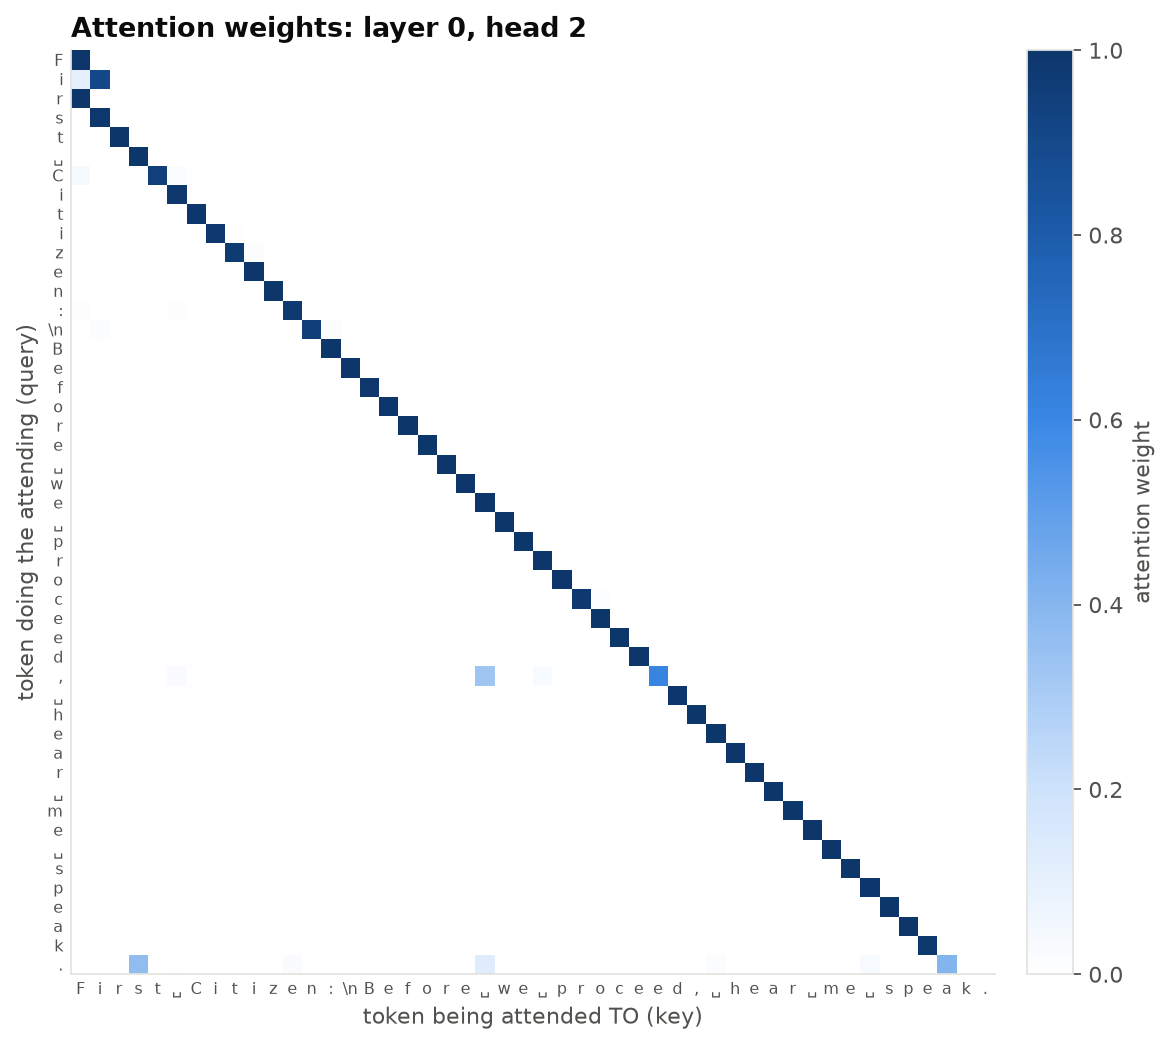 Attention weights: layer 0, head 2
token doing the attending (query)
F
i
r
s
t
␣
C
i
t
i
z
e
n
:
\n
B
e
f
o
r
e
␣
w
e
␣
p
r
o
c
e
e
d
,
␣
h
e
a
r
␣
m
e
␣
s
p
e
a
k
.
F i r s t ␣ C i t i z e n : \n B e f o r e ␣ w e ␣ p r o c e e d , ␣ h e a r ␣ m e ␣ s p e a k .
token being attended TO (key)
1.0
0.8
0.6
0.4
0.2
0.0
attention weight